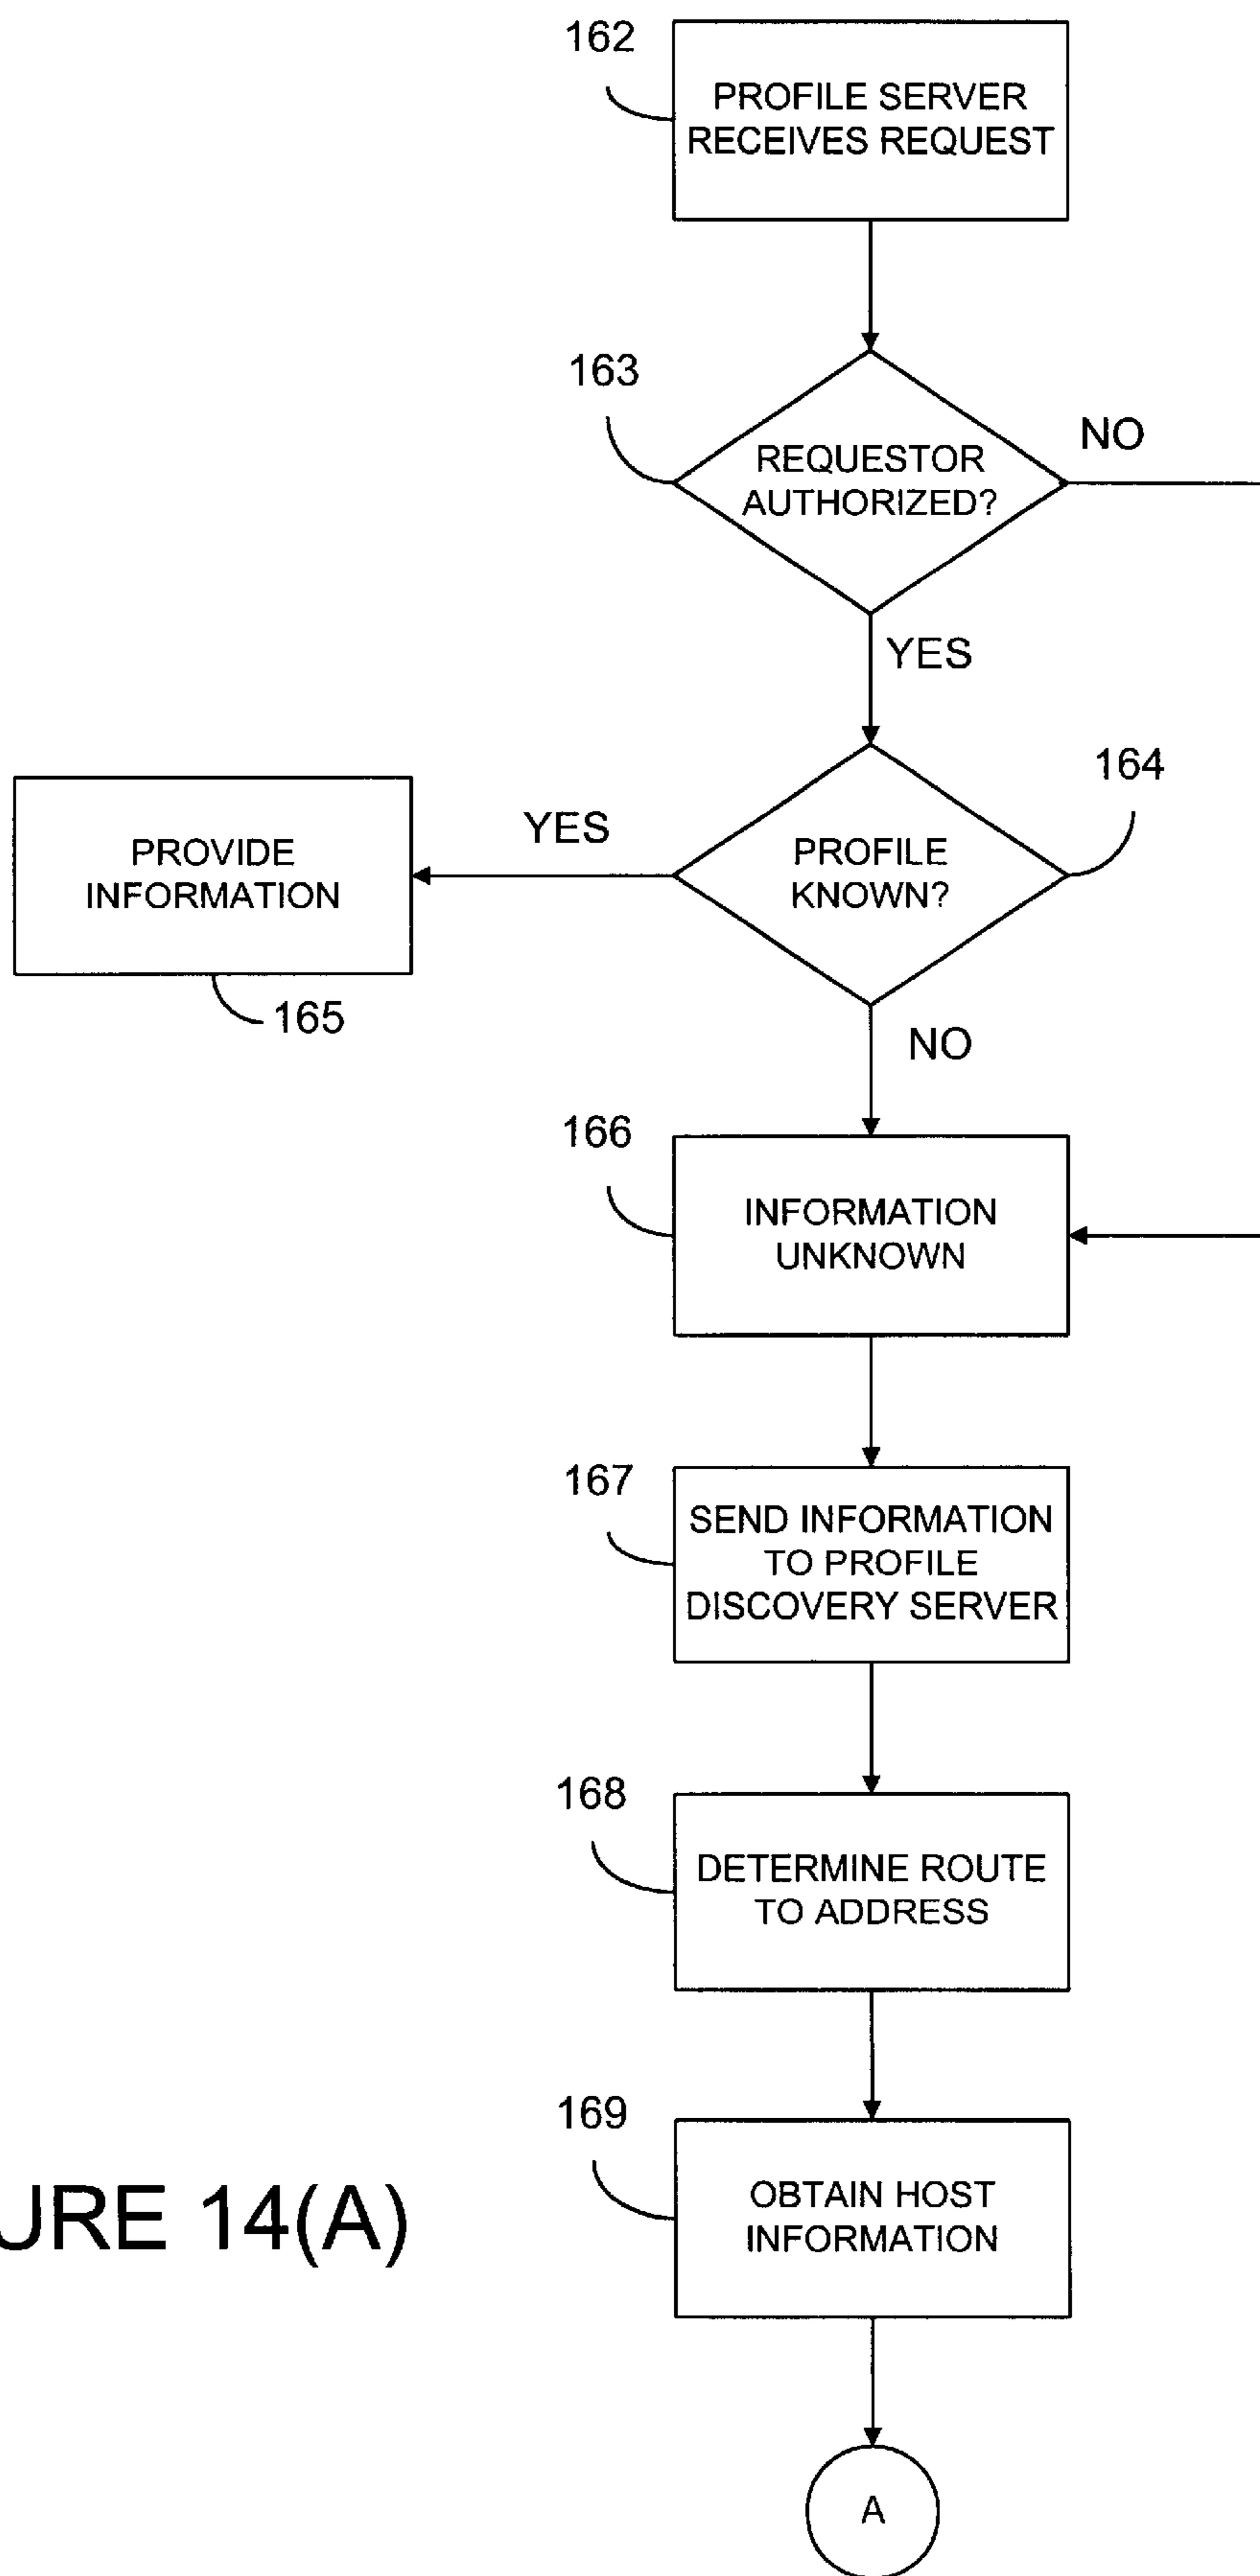 162
PROFILE SERVER
RECEIVES REQUEST
163
REQUESTOR
AUTHORIZED?
NO
YES
164
PROFILE
KNOWN?
YES
PROVIDE
INFORMATION
165
NO
166
INFORMATION
UNKNOWN
167
SEND INFORMATION
TO PROFILE
DISCOVERY SERVER
168
DETERMINE ROUTE
TO ADDRESS
169
OBTAIN HOST
INFORMATION
URE 14(A)
A